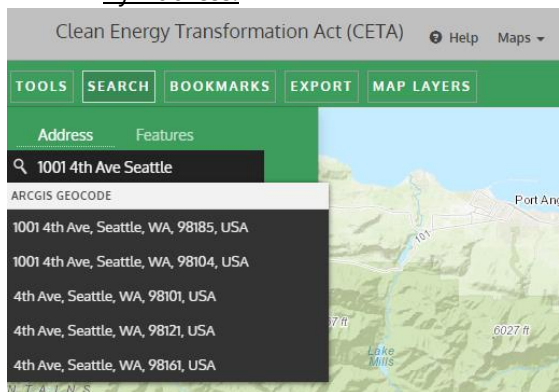 Clean Energy Transformation Act (CETA) Help Maps
TOOLS SEARCH BOOKMARKS EXPORT MAP LAYERS
Address Features
1001 4th Ave Seattle
ARCGIS GEOCODE
1001 4th Ave, Seattle, WA, 98185, USA
1001 4th Ave, Seattle, WA, 98104, USA
4th Ave, Seattle, WA, 98101, USA
4th Ave, Seattle, WA, 98121, USA
4th Ave, Seattle, WA, 98161, USA
Port Ang
101
7 ft
6027 ft
Lake
Mills
NTAINS